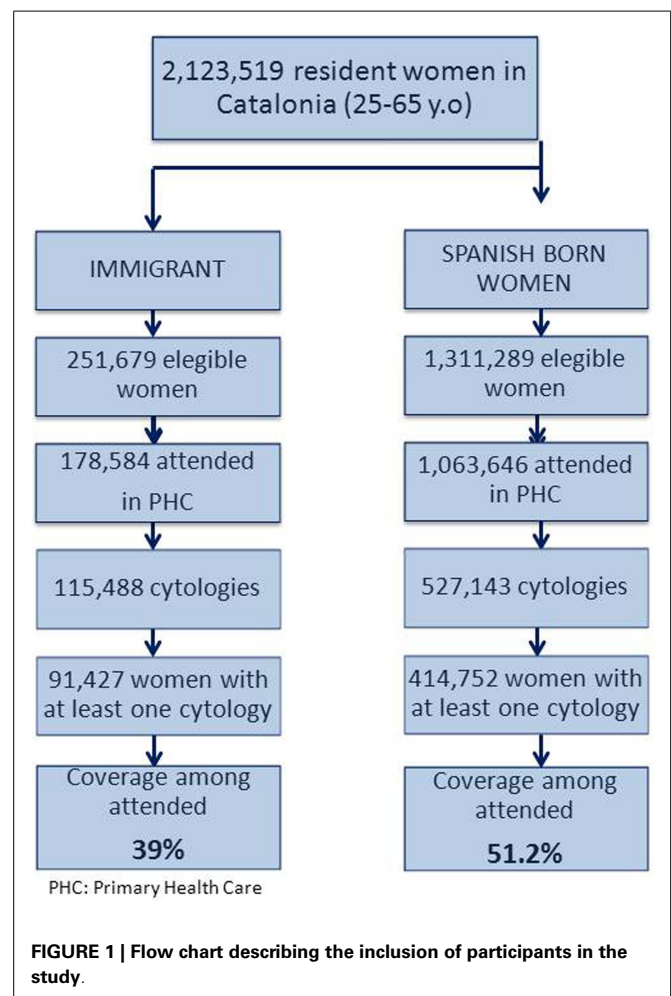 2,123,519 resident women in
Catalonia (25-65 y.o)
IMMIGRANT
251,679 elegible
women
178,584 attended
in PHC
115,488 cytologies
91,427 women with
at least one cytology
Coverage among
attended
39%
SPANISH BORN
WOMEN
1,311,289 elegible
women
1,063,646 attended
in PHC
527,143 cytologies
414,752 women with
at least one cytology
Coverage among
attended
51.2%
PHC: Primary Health Care
FIGURE 1 | Flow chart describing the inclusion of participants in the
study.